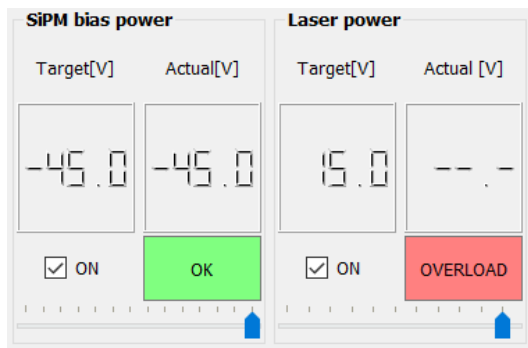 SiPM bias power
Laser power
Target[V] Actual[V]
Target[V] Actual [V]
-45.0 -45.0
15.0 --.-
ON OK
ON OVERLOAD